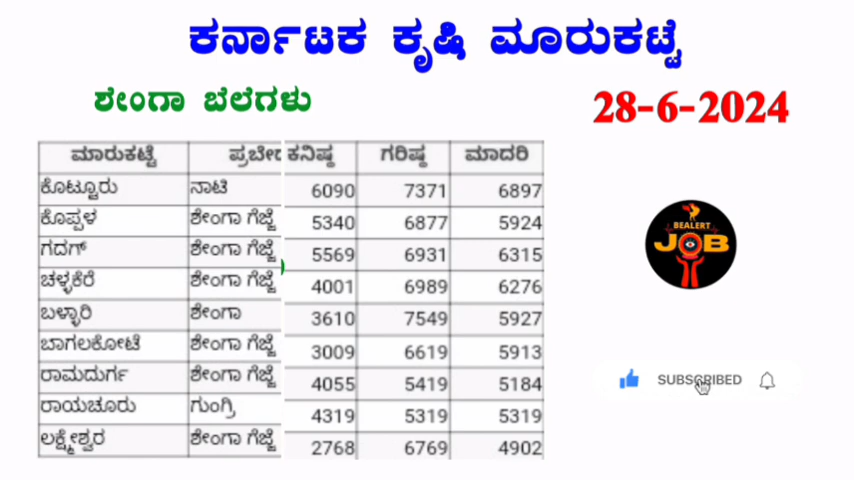 ಕರ್ನಾಟಕ ಕೃಷಿ ಮಾರುಕಟ್ಟೆ
ಶೇಂಗಾ ಬೆಲೆಗಳು 28-6-2024
ಮಾರುಕಟ್ಟೆ ಪ್ರಬೇದ ಕನಿಷ್ಠ ಗರಿಷ್ಠ ಮಾದರಿ
ಕೊಟ್ಟೂರು ನಾಟಿ 6090 7371 6897
ಕೊಪ್ಪಳ ಶೇಂಗಾ ಗೆಜ್ಜೆ 5340 6877 5924
ಗದಗ್ ಶೇಂಗಾ ಗೆಜ್ಜೆ 5569 6931 6315
ಚಳ್ಳಕೆರೆ ಶೇಂಗಾ ಗೆಜ್ಜೆ 4001 6989 6276
ಬಳ್ಳಾರಿ ಶೇಂಗಾ 3610 7549 5927
ಬಾಗಲಕೋಟೆ ಶೇಂಗಾ ಗೆಜ್ಜೆ 3009 6619 5913
ರಾಮದುರ್ಗ ಶೇಂಗಾ ಗೆಜ್ಜೆ 4055 5419 5184
ರಾಯಚೂರು ಗುಂಗ್ರಿ 4319 5319 5319
ಲಕ್ಷ್ಮೇಶ್ವರ ಶೇಂಗಾ ಗೆಜ್ಜೆ 2768 6769 4902
BEALERT
JOB
SUBSCRIBED